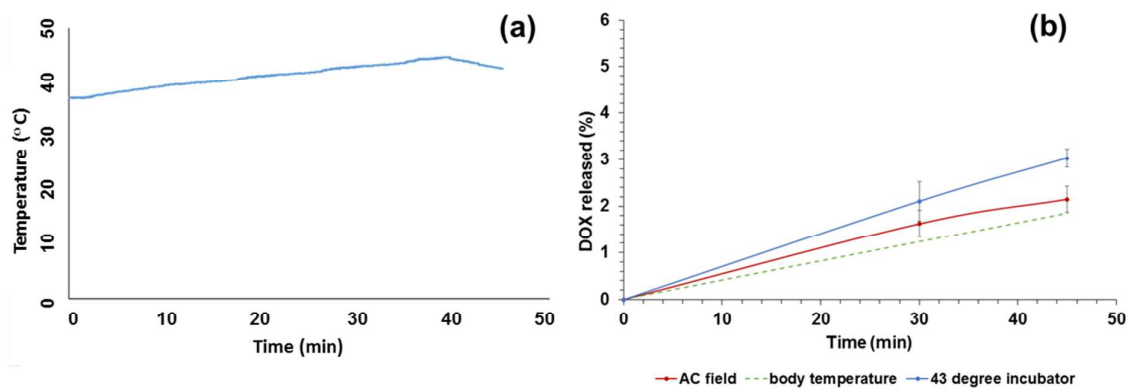 (a)
50
40
30
20
10
0
Temperature (°C)
0 10 20 30 40 50
Time (min)
(b)
6
5
4
3
2
1
0
DOX released (%)
0 10 20 30 40 50
Time (min)
AC field body temperature 43 degree incubator